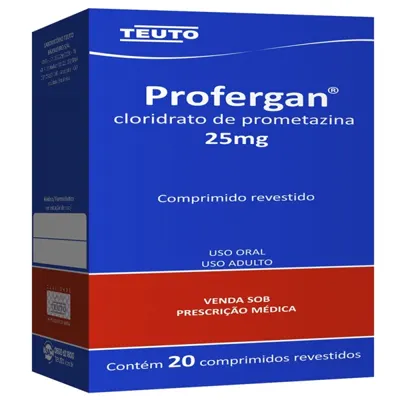 TEUTO
Profergan®
cloridrato de prometazina
25mg
Comprimido revestido
USO ORAL
USO ADULTO
VENDA SOB
PRESCRIÇÃO MÉDICA
Contém 20 comprimidos revestidos